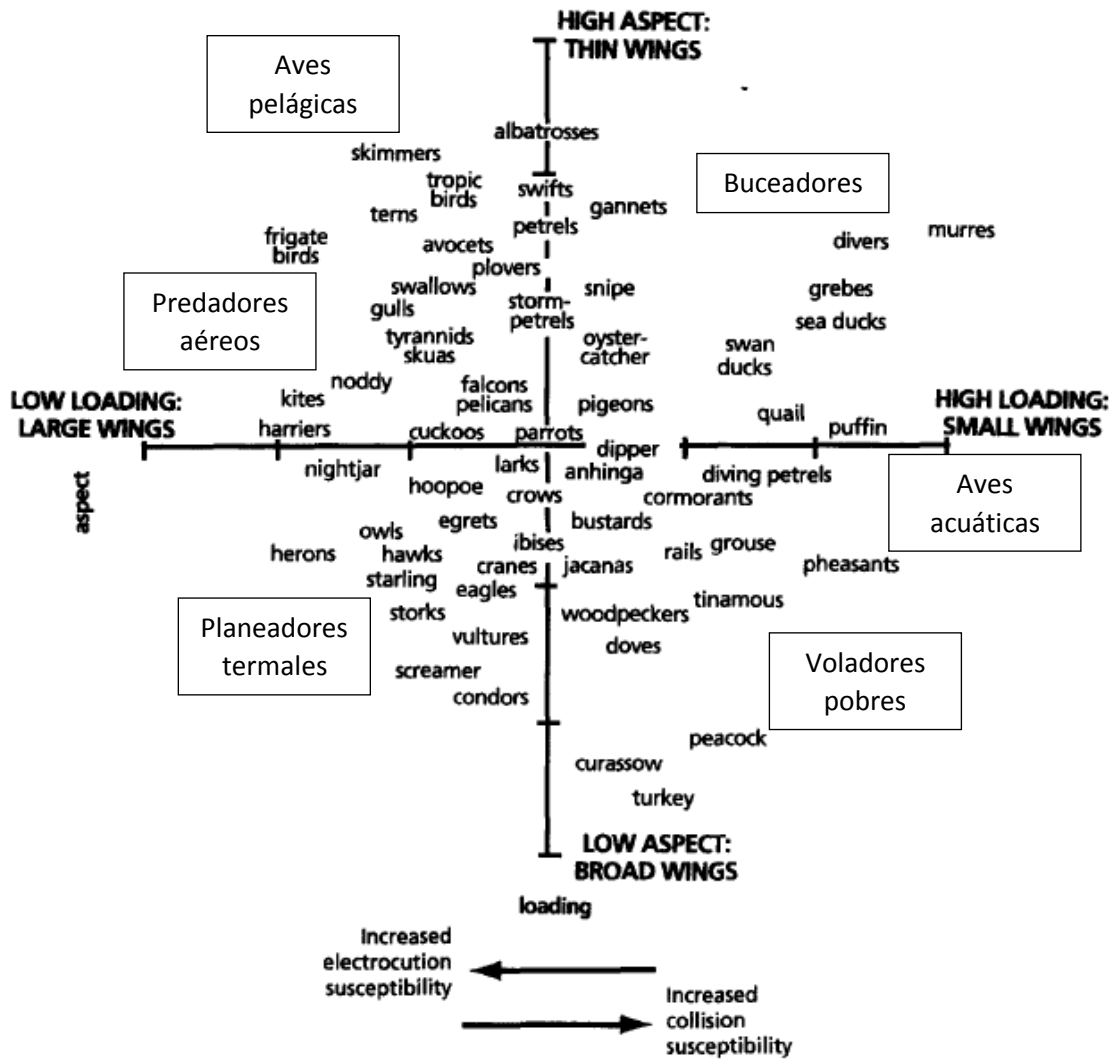 HIGH ASPECT:
THIN WINGS
Aves
pelágicas
albatrosses
skimmers
Buceadores
tropic
birds
swifts
gannets
terns
petrels
murres
frigate
birds
avocets
divers
plovers
Predadores
aéreos
swallows
gulls
storm-
petrels
snipe
grebes
sea ducks
tyrannids
skuas
oyster-
catcher
swan
ducks
noddy
falcons
pelicans
pigeons
LOW LOADING:
LARGE WINGS
kites
harriers
quail
puffin
HIGH LOADING:
SMALL WINGS
cuckoos
parrots
dipper
aspect
nightjar
larks
anhinga
diving petrels
hoopoe
crows
cormorants
Aves
acuáticas
egrets
bustards
owls
herons
hawks
ibises
rails
grouse
starling
cranes
jacanas
pheasants
eagles
storks
woodpeckers
tinamous
Planeadores
termales
vultures
doves
Voladores
pobres
screamer
condors
peacock
curassow
turkey
LOW ASPECT:
BROAD WINGS
loading
Increased
electrocution
susceptibility
Increased
collision
susceptibility